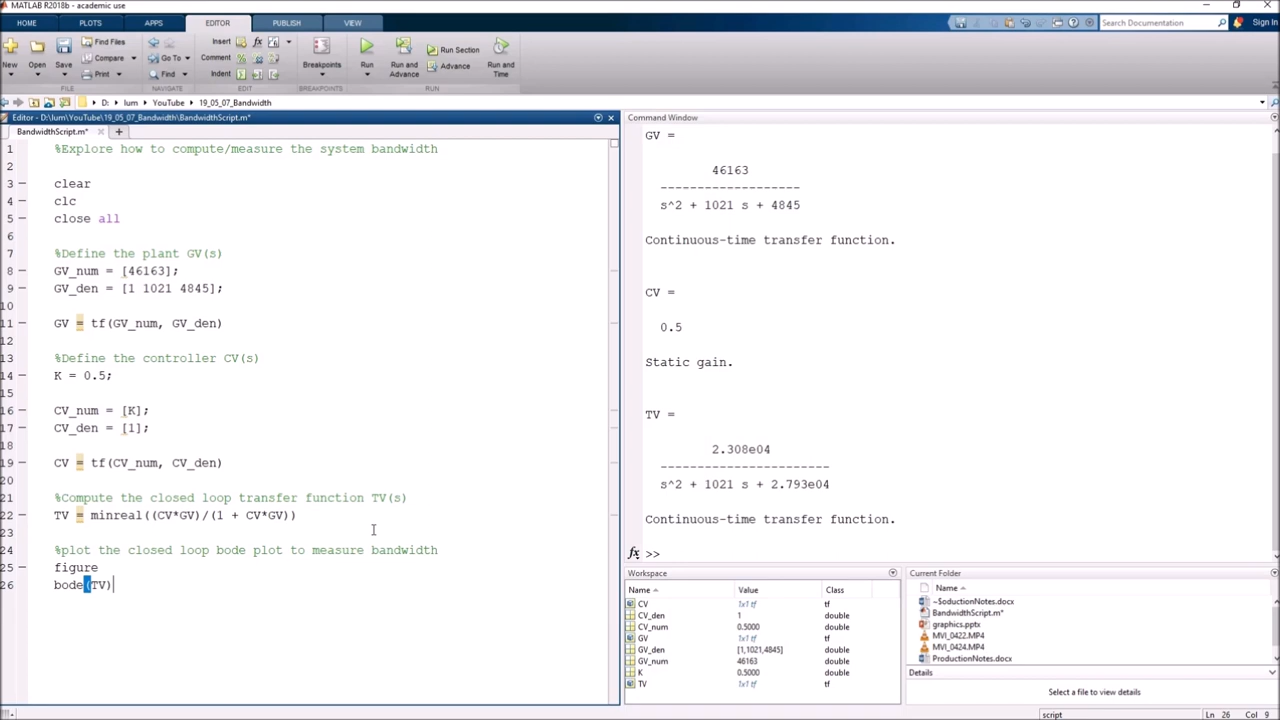 MATLAB R2018b - academic use
HOME PLOTS APPS EDITOR PUBLISH VIEW
Search Documentation
Sign In
New Open Save
Find Files
Compare
Print
Go To
Find
Insert
Comment
Indent
Breakpoints
Run
Run and Advance
Run Section
Advance
Run and Time
FILE NAVIGATE EDIT BREAKPOINTS RUN
D: lum YouTube 19_05_07_Bandwidth
Editor - D:\lum\YouTube\19_05_07_Bandwidth\BandwidthScript.m*
BandwidthScript.m*
1 %Explore how to compute/measure the system bandwidth
2
3 clear
4 clc
5 close all
6
7 %Define the plant GV(s)
8 GV_num = [46163];
9 GV_den = [1 1021 4845];
10
11 GV = tf(GV_num, GV_den)
12
13 %Define the controller CV(s)
14 K = 0.5;
15
16 CV_num = [K];
17 CV_den = [1];
18
19 CV = tf(CV_num, CV_den)
20
21 %Compute the closed loop transfer function TV(s)
22 TV = minreal((CV*GV)/(1 + CV*GV))
23
24 %plot the closed loop bode plot to measure bandwidth
25 figure
26 bode(TV)
Command Window
GV =
46163
-------------------
s^2 + 1021 s + 4845
Continuous-time transfer function.
CV =
0.5
Static gain.
TV =
2.308e04
-----------------------
s^2 + 1021 s + 2.793e04
Continuous-time transfer function.
fx >>
Workspace
Name Value Class
CV 1x1 tf tf
CV_den 1 double
CV_num 0.5000 double
GV 1x1 tf tf
GV_den [1,1021,4845] double
GV_num 46163 double
K 0.5000 double
TV 1x1 tf tf
Current Folder
Name
~$oductionNotes.docx
BandwidthScript.m*
graphics.pptx
MVI_0422.MP4
MVI_0424.MP4
ProductionNotes.docx
Details
Select a file to view details
script Ln 26 Col 9